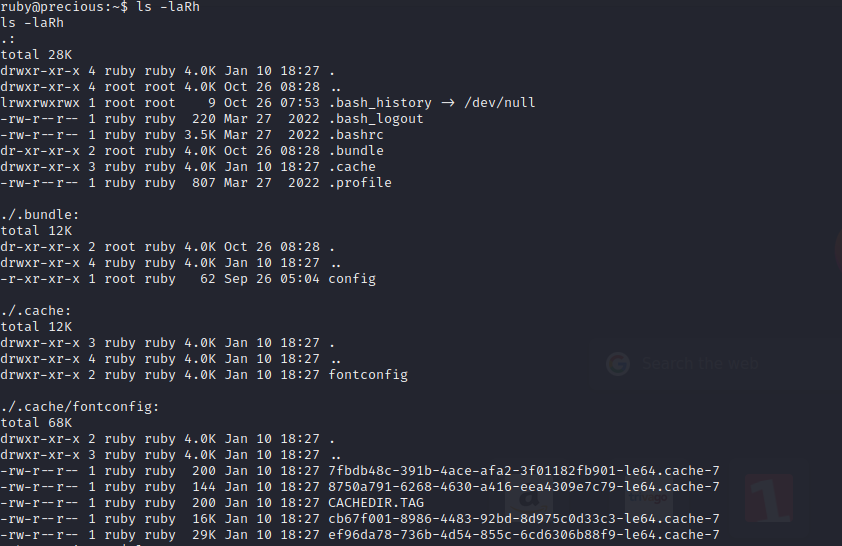 ruby@precious:~$ ls -laRh
ls -laRh
.:
total 28K
drwxr-xr-x 4 ruby ruby 4.0K Jan 10 18:27 .
drwxr-xr-x 4 root root 4.0K Oct 26 08:28 ..
lrwxrwxrwx 1 root root    9 Oct 26 07:53 .bash_history -> /dev/null
-rw-r--r-- 1 ruby ruby  220 Mar 27  2022 .bash_logout
-rw-r--r-- 1 ruby ruby 3.5K Mar 27  2022 .bashrc
dr-xr-xr-x 2 root ruby 4.0K Oct 26 08:28 .bundle
drwxr-xr-x 3 ruby ruby 4.0K Jan 10 18:27 .cache
-rw-r--r-- 1 ruby ruby  807 Mar 27  2022 .profile

./.bundle:
total 12K
dr-xr-xr-x 2 root ruby 4.0K Oct 26 08:28 .
drwxr-xr-x 4 ruby ruby 4.0K Jan 10 18:27 ..
-r-xr-xr-x 1 root ruby   62 Sep 26 05:04 config

./.cache:
total 12K
drwxr-xr-x 3 ruby ruby 4.0K Jan 10 18:27 .
drwxr-xr-x 4 ruby ruby 4.0K Jan 10 18:27 ..
drwxr-xr-x 2 ruby ruby 4.0K Jan 10 18:27 fontconfig

./.cache/fontconfig:
total 68K
drwxr-xr-x 2 ruby ruby 4.0K Jan 10 18:27 .
drwxr-xr-x 3 ruby ruby 4.0K Jan 10 18:27 ..
-rw-r--r-- 1 ruby ruby  200 Jan 10 18:27 7fbdb48c-391b-4ace-afa2-3f01182fb901-le64.cache-7
-rw-r--r-- 1 ruby ruby  144 Jan 10 18:27 8750a791-6268-4630-a416-eea4309e7c79-le64.cache-7
-rw-r--r-- 1 ruby ruby  200 Jan 10 18:27 CACHEDIR.TAG
-rw-r--r-- 1 ruby ruby  16K Jan 10 18:27 cb67f001-8986-4483-92bd-8d975c0d33c3-le64.cache-7
-rw-r--r-- 1 ruby ruby  29K Jan 10 18:27 ef96da78-736b-4d54-855c-6cd6306b88f9-le64.cache-7
Search the web